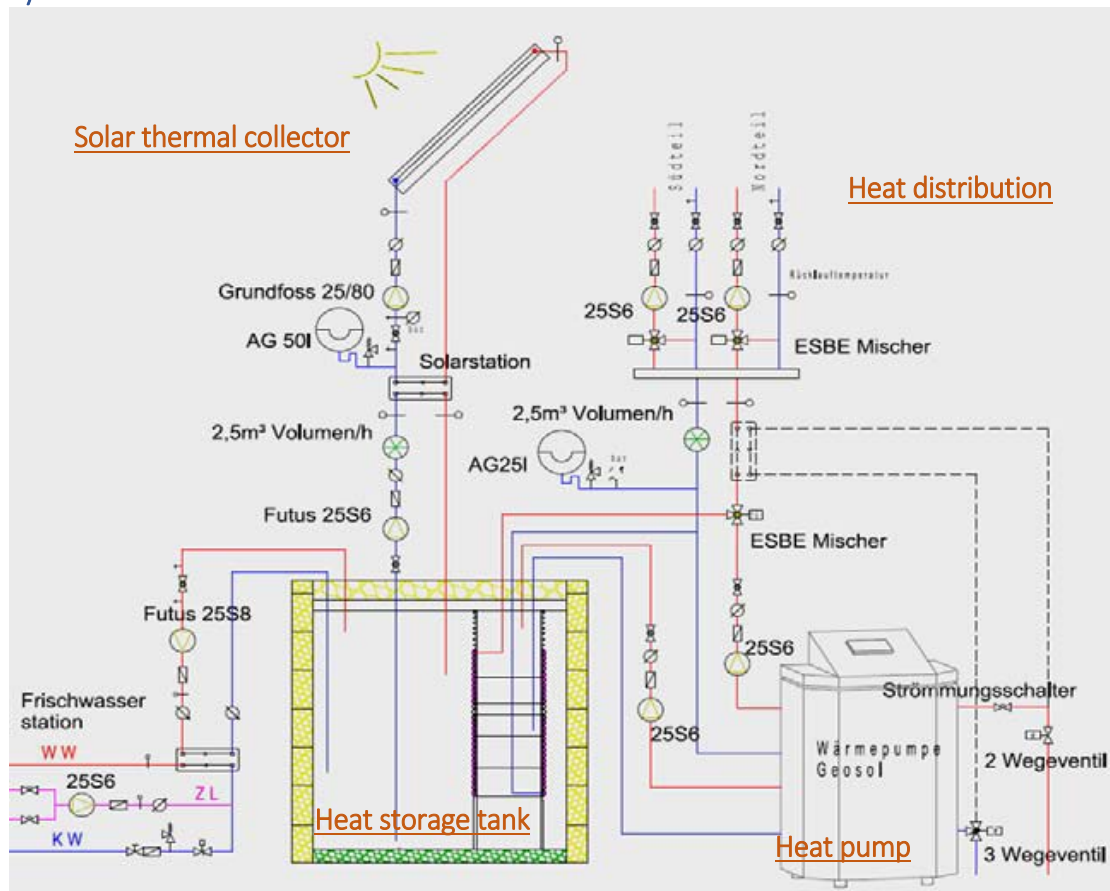 Solar thermal collector
Südteil
Nordteil
Heat distribution
Rücklauftemperatur
Grundfoss 25/80
25S6
25S6
AG 50l
ESBE Mischer
Solarstation
2,5m³ Volumen/h
2,5m³ Volumen/h
AG25l
Futus 25S6
ESBE Mischer
Futus 25S8
25S6
Strömmungsschalter
Frischwasser
station
25S6
WW
Wärmepumpe
Geosol
2 Wegeventil
25S6
ZL
Heat storage tank
KW
Heat pump
3 Wegeventil